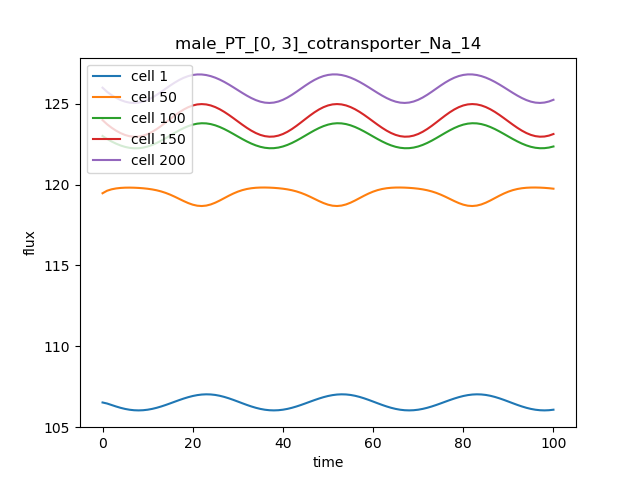 male_PT_[0, 3]_cotransporter_Na_14
cell 1
cell 50
cell 100
cell 150
cell 200
125
120
115
110
105
flux
0 20 40 60 80 100
time